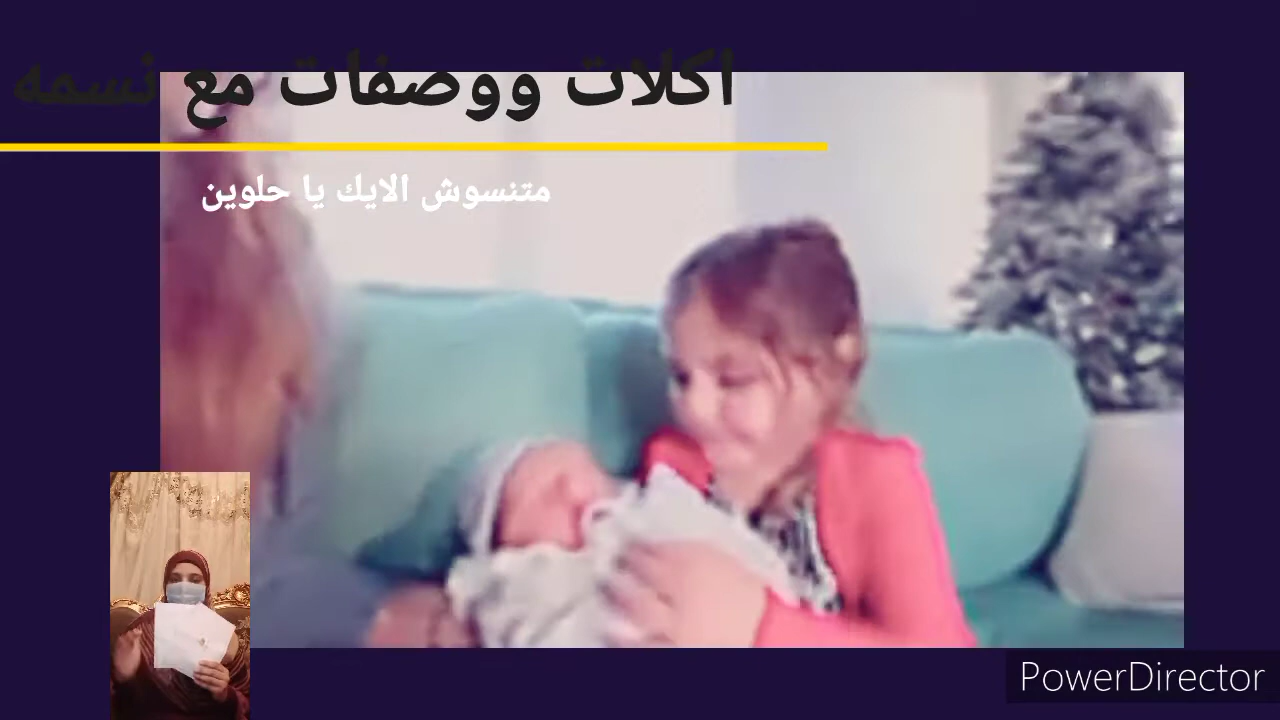 اكلات ووصفات مع نسمه
متنسوش الايك يا حلوين
PowerDirector